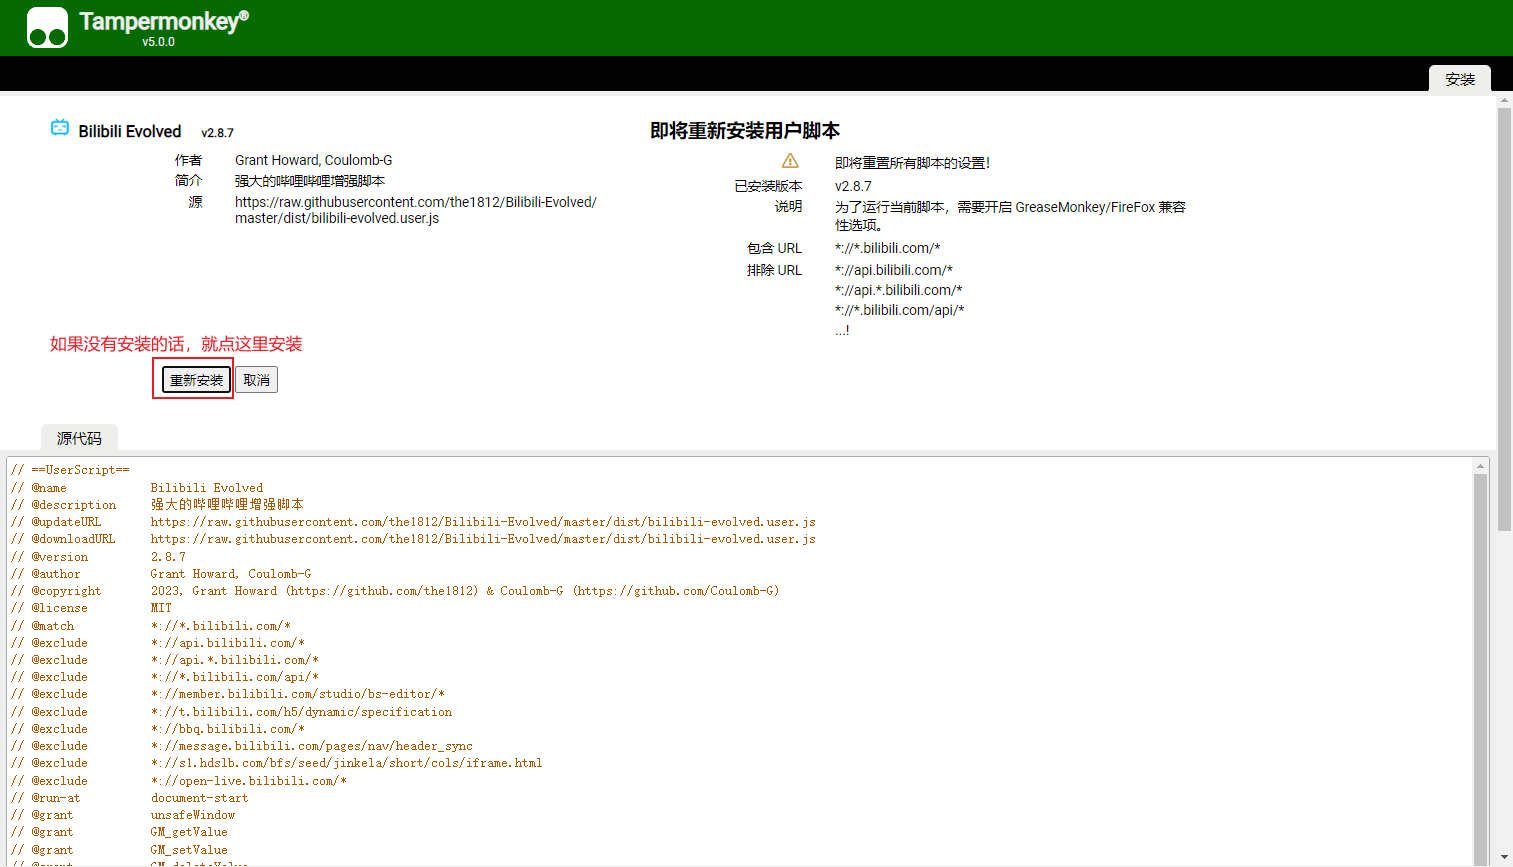 Tampermonkey®
v5.0.0
安装
Bilibili Evolved v2.8.7
作者 Grant Howard, Coulomb-G
简介 强大的哔哩哔哩增强脚本
源 https://raw.githubusercontent.com/the1812/Bilibili-Evolved/
master/dist/bilibili-evolved.user.js
即将重新安装用户脚本
即将重置所有脚本的设置!
已安装版本 v2.8.7
说明 为了运行当前脚本，需要开启 GreaseMonkey/FireFox 兼容
性选项。
包含 URL *://*.bilibili.com/*
排除 URL *://api.bilibili.com/*
*://api.*.bilibili.com/*
*://*.bilibili.com/api/*
...!
如果没有安装的话，就点这里安装
重新安装 取消
源代码
// ==UserScript==
// @name Bilibili Evolved
// @description 强大的哔哩哔哩增强脚本
// @updateURL https://raw.githubusercontent.com/the1812/Bilibili-Evolved/master/dist/bilibili-evolved.user.js
// @downloadURL https://raw.githubusercontent.com/the1812/Bilibili-Evolved/master/dist/bilibili-evolved.user.js
// @version 2.8.7
// @author Grant Howard, Coulomb-G
// @copyright 2023, Grant Howard (https://github.com/the1812) & Coulomb-G (https://github.com/Coulomb-G)
// @license MIT
// @match *://*.bilibili.com/*
// @exclude *://api.bilibili.com/*
// @exclude *://api.*.bilibili.com/*
// @exclude *://*.bilibili.com/api/*
// @exclude *://member.bilibili.com/studio/bs-editor/*
// @exclude *://t.bilibili.com/h5/dynamic/specification
// @exclude *://bbq.bilibili.com/*
// @exclude *://message.bilibili.com/pages/nav/header_sync
// @exclude *://s1.hdslb.com/bfs/seed/jinkela/short/cols/iframe.html
// @exclude *://open-live.bilibili.com/*
// @run-at document-start
// @grant unsafeWindow
// @grant GM_getValue
// @grant GM_setValue
// @grant GM_deleteValue